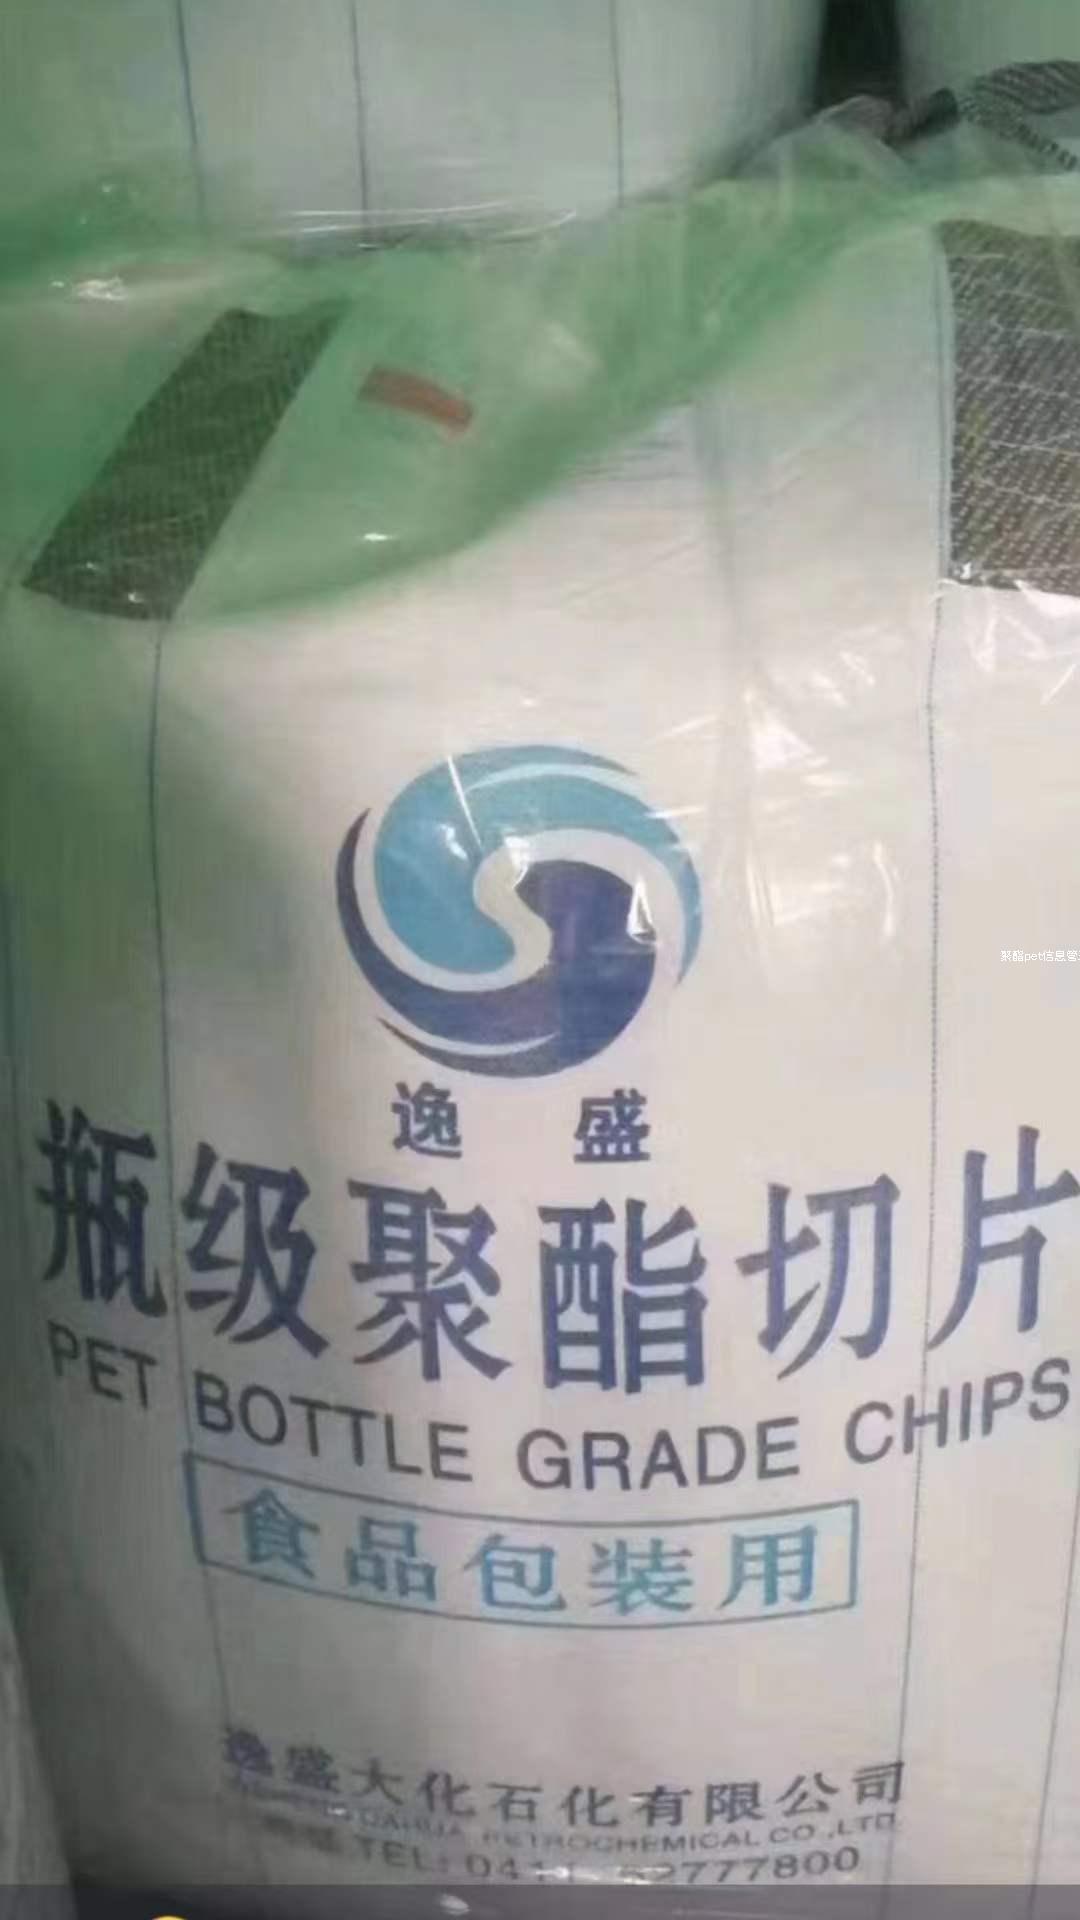 逸盛
瓶级聚酯切片
PET BOTTLE GRADE CHIPS
食品包装用
逸盛大化石化有限公司
DAHUA PETROCHEMICAL CO.,LTD.
TEL:
聚酯pet信息管